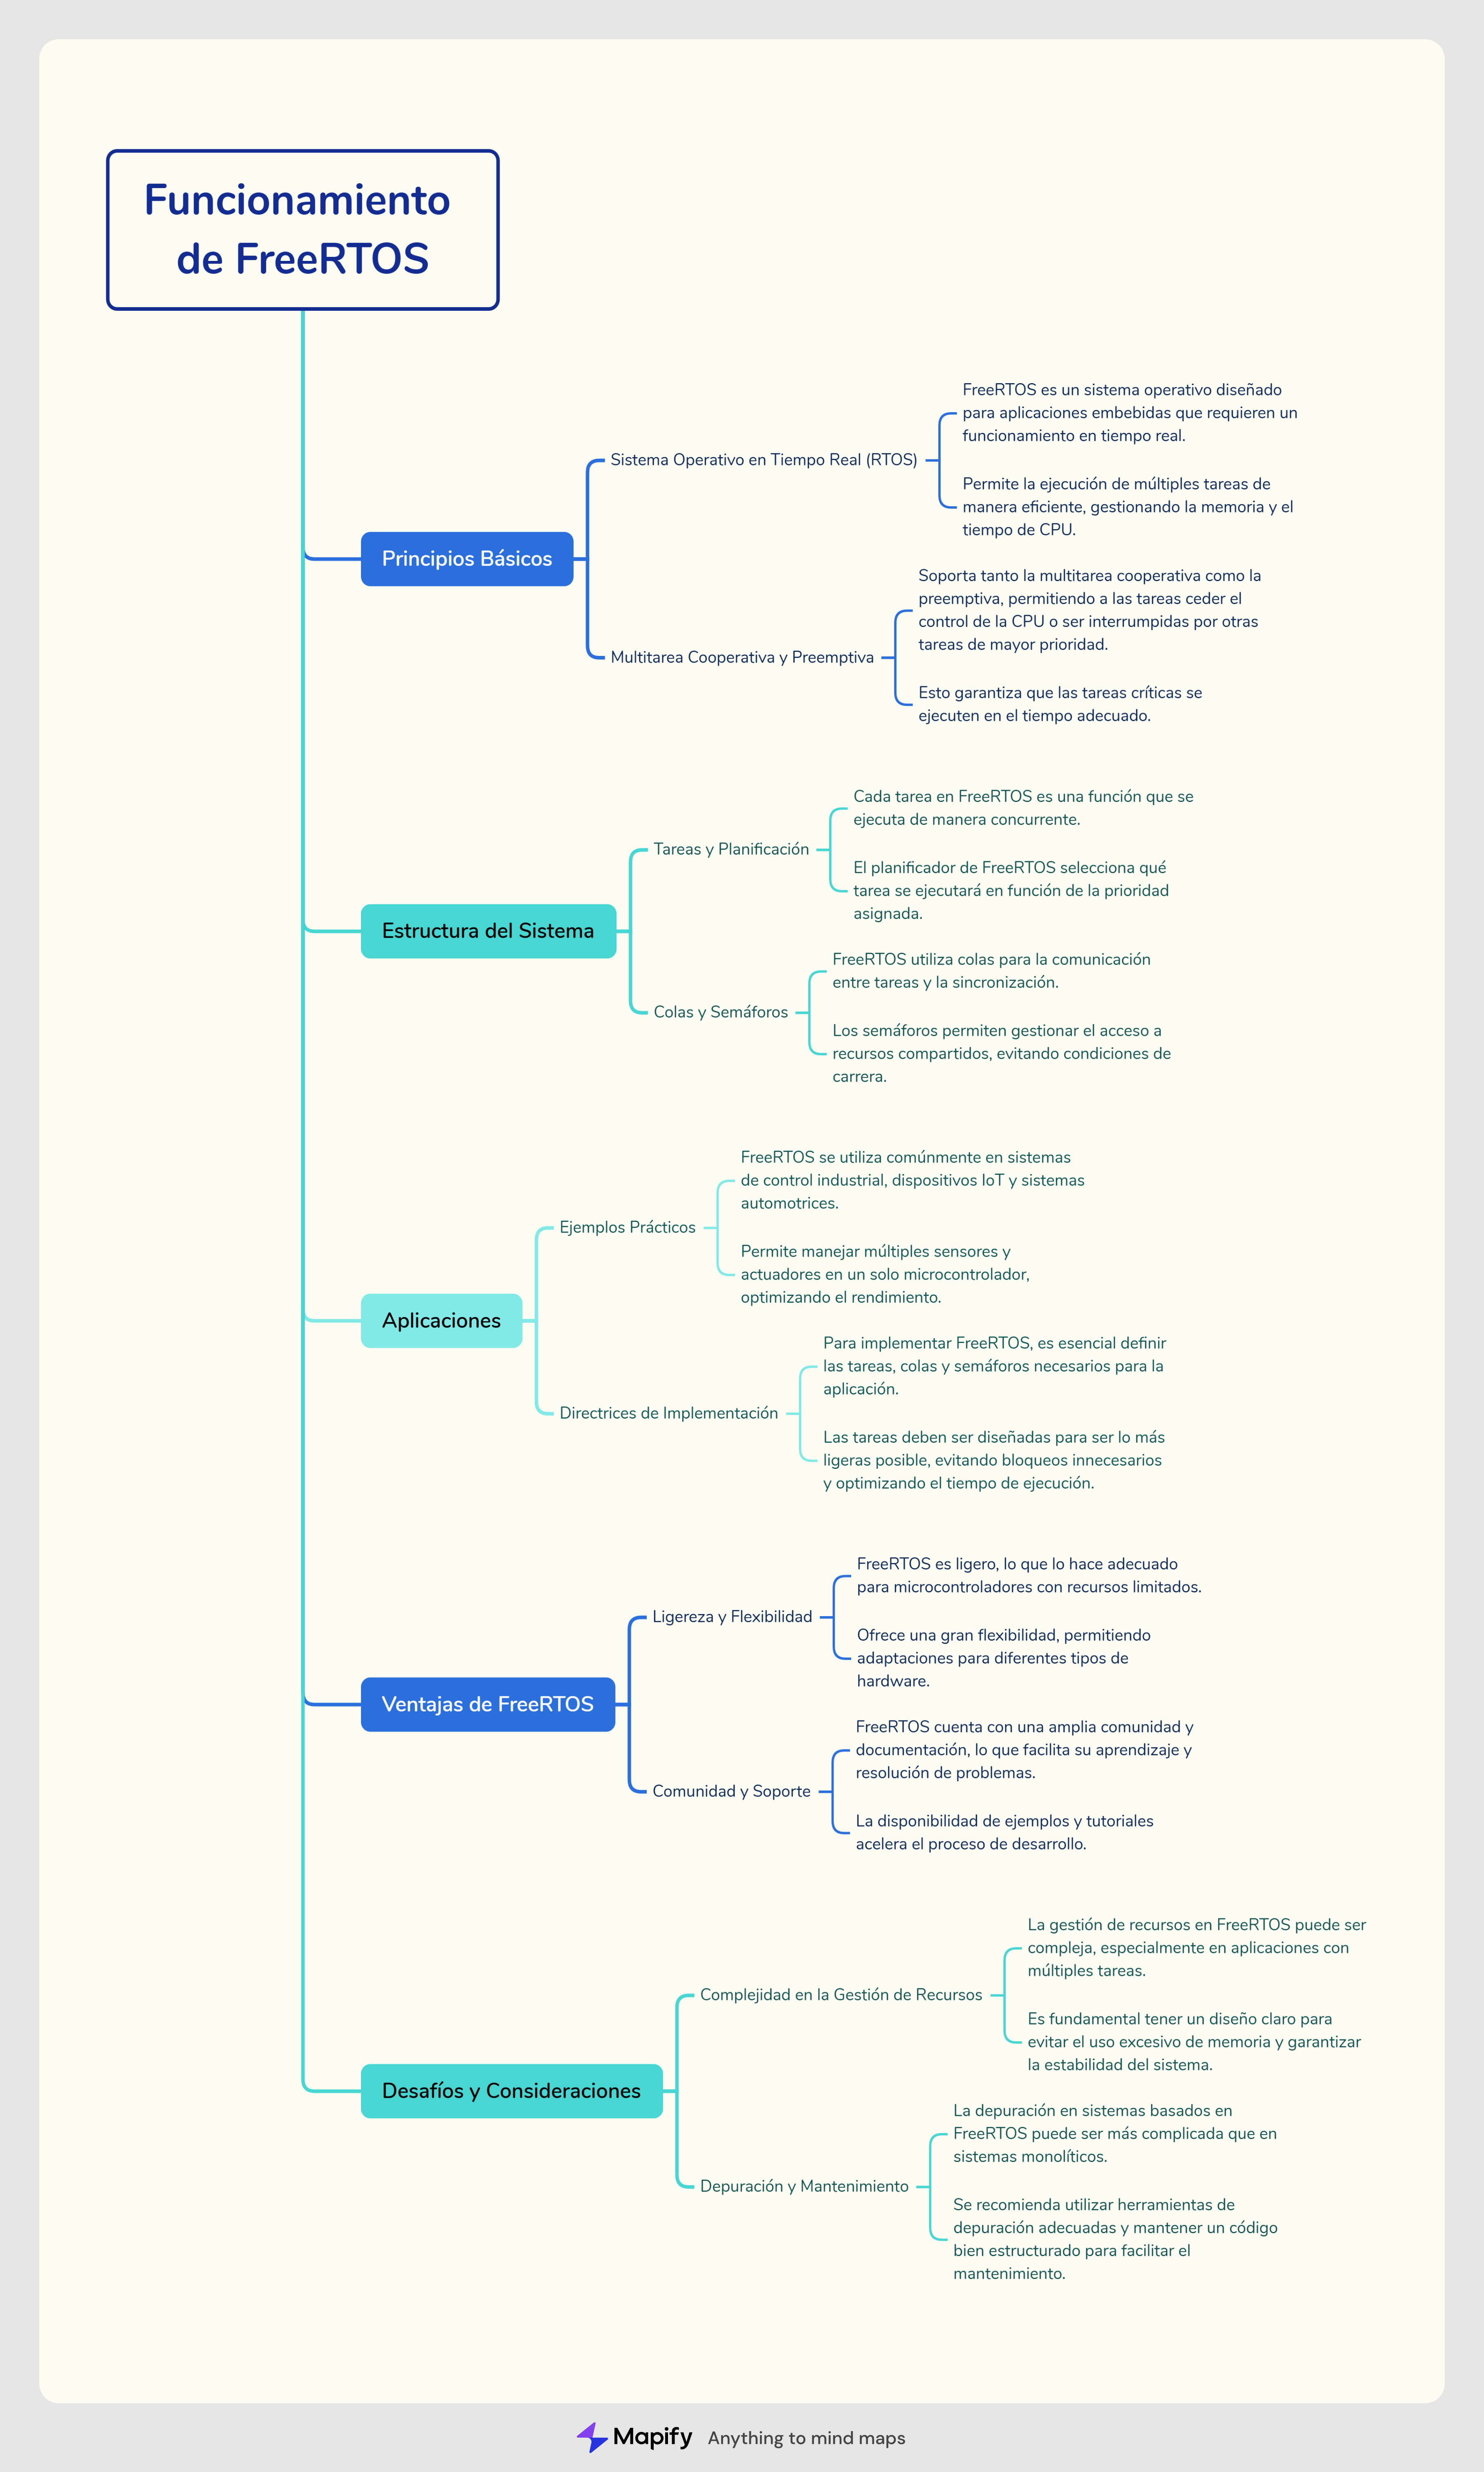 Funcionamiento
de FreeRTOS
Principios Básicos
Sistema Operativo en Tiempo Real (RTOS)
FreeRTOS es un sistema operativo diseñado
para aplicaciones embebidas que requieren un
funcionamiento en tiempo real.
Permite la ejecución de múltiples tareas de
manera eficiente, gestionando la memoria y el
tiempo de CPU.
Multitarea Cooperativa y Preemptiva
Soporta tanto la multitarea cooperativa como la
preemptiva, permitiendo a las tareas ceder el
control de la CPU o ser interrumpidas por otras
tareas de mayor prioridad.
Esto garantiza que las tareas críticas se
ejecuten en el tiempo adecuado.
Estructura del Sistema
Tareas y Planificación
Cada tarea en FreeRTOS es una función que se
ejecuta de manera concurrente.
El planificador de FreeRTOS selecciona qué
tarea se ejecutará en función de la prioridad
asignada.
Colas y Semáforos
FreeRTOS utiliza colas para la comunicación
entre tareas y la sincronización.
Los semáforos permiten gestionar el acceso a
recursos compartidos, evitando condiciones de
carrera.
Aplicaciones
Ejemplos Prácticos
FreeRTOS se utiliza comúnmente en sistemas
de control industrial, dispositivos IoT y sistemas
automotrices.
Permite manejar múltiples sensores y
actuadores en un solo microcontrolador,
optimizando el rendimiento.
Directrices de Implementación
Para implementar FreeRTOS, es esencial definir
las tareas, colas y semáforos necesarios para la
aplicación.
Las tareas deben ser diseñadas para ser lo más
ligeras posible, evitando bloqueos innecesarios
y optimizando el tiempo de ejecución.
Ventajas de FreeRTOS
Ligereza y Flexibilidad
FreeRTOS es ligero, lo que lo hace adecuado
para microcontroladores con recursos limitados.
Ofrece una gran flexibilidad, permitiendo
adaptaciones para diferentes tipos de
hardware.
Comunidad y Soporte
FreeRTOS cuenta con una amplia comunidad y
documentación, lo que facilita su aprendizaje y
resolución de problemas.
La disponibilidad de ejemplos y tutoriales
acelera el proceso de desarrollo.
Desafíos y Consideraciones
Complejidad en la Gestión de Recursos
La gestión de recursos en FreeRTOS puede ser
compleja, especialmente en aplicaciones con
múltiples tareas.
Es fundamental tener un diseño claro para
evitar el uso excesivo de memoria y garantizar
la estabilidad del sistema.
Depuración y Mantenimiento
La depuración en sistemas basados en
FreeRTOS puede ser más complicada que en
sistemas monolíticos.
Se recomienda utilizar herramientas de
depuración adecuadas y mantener un código
bien estructurado para facilitar el
mantenimiento.
Mapify Anything to mind maps